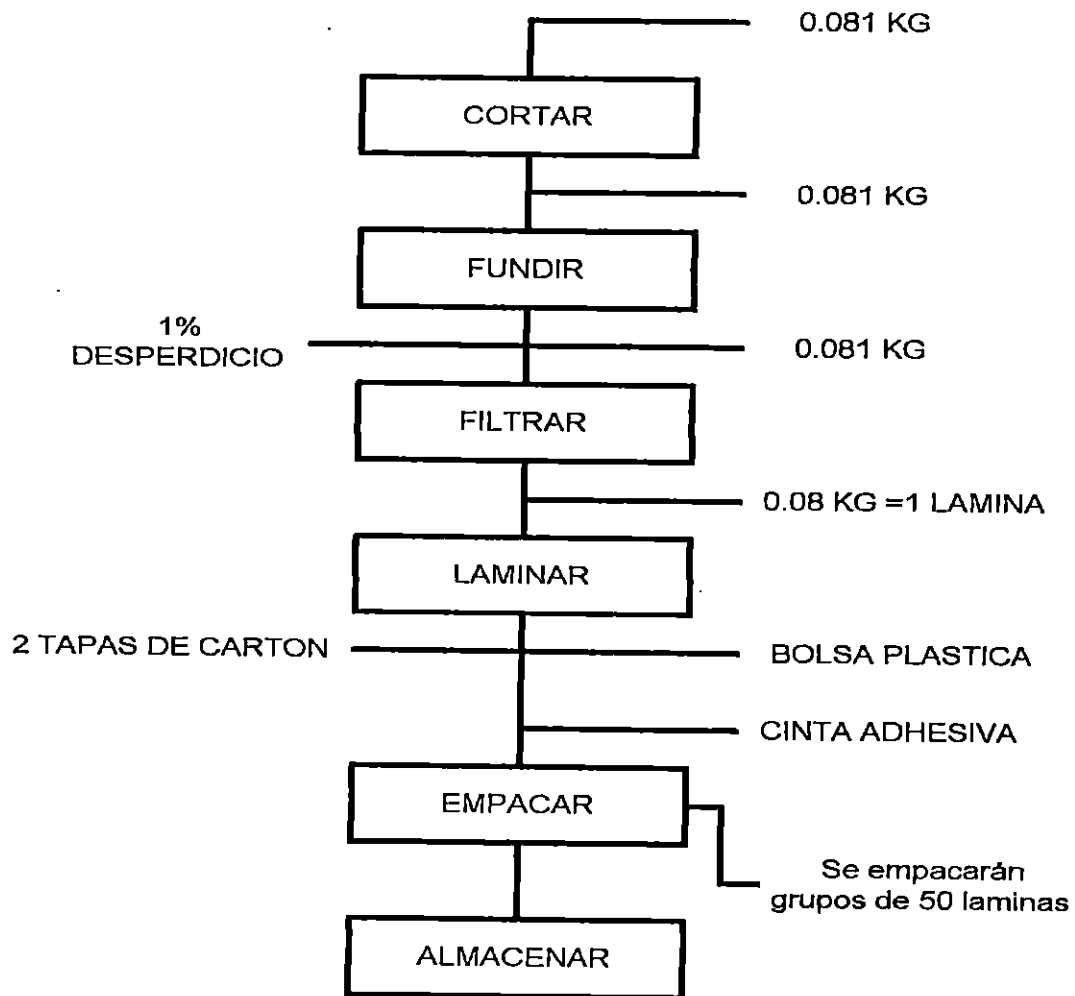 0.081 KG
CORTAR
0.081 KG
FUNDIR
1%
DESPERDICIO
0.081 KG
FILTRAR
0.08 KG =1 LAMINA
LAMINAR
2 TAPAS DE CARTON
BOLSA PLASTICA
CINTA ADHESIVA
EMPACAR
Se empacarán
grupos de 50 laminas
ALMACENAR